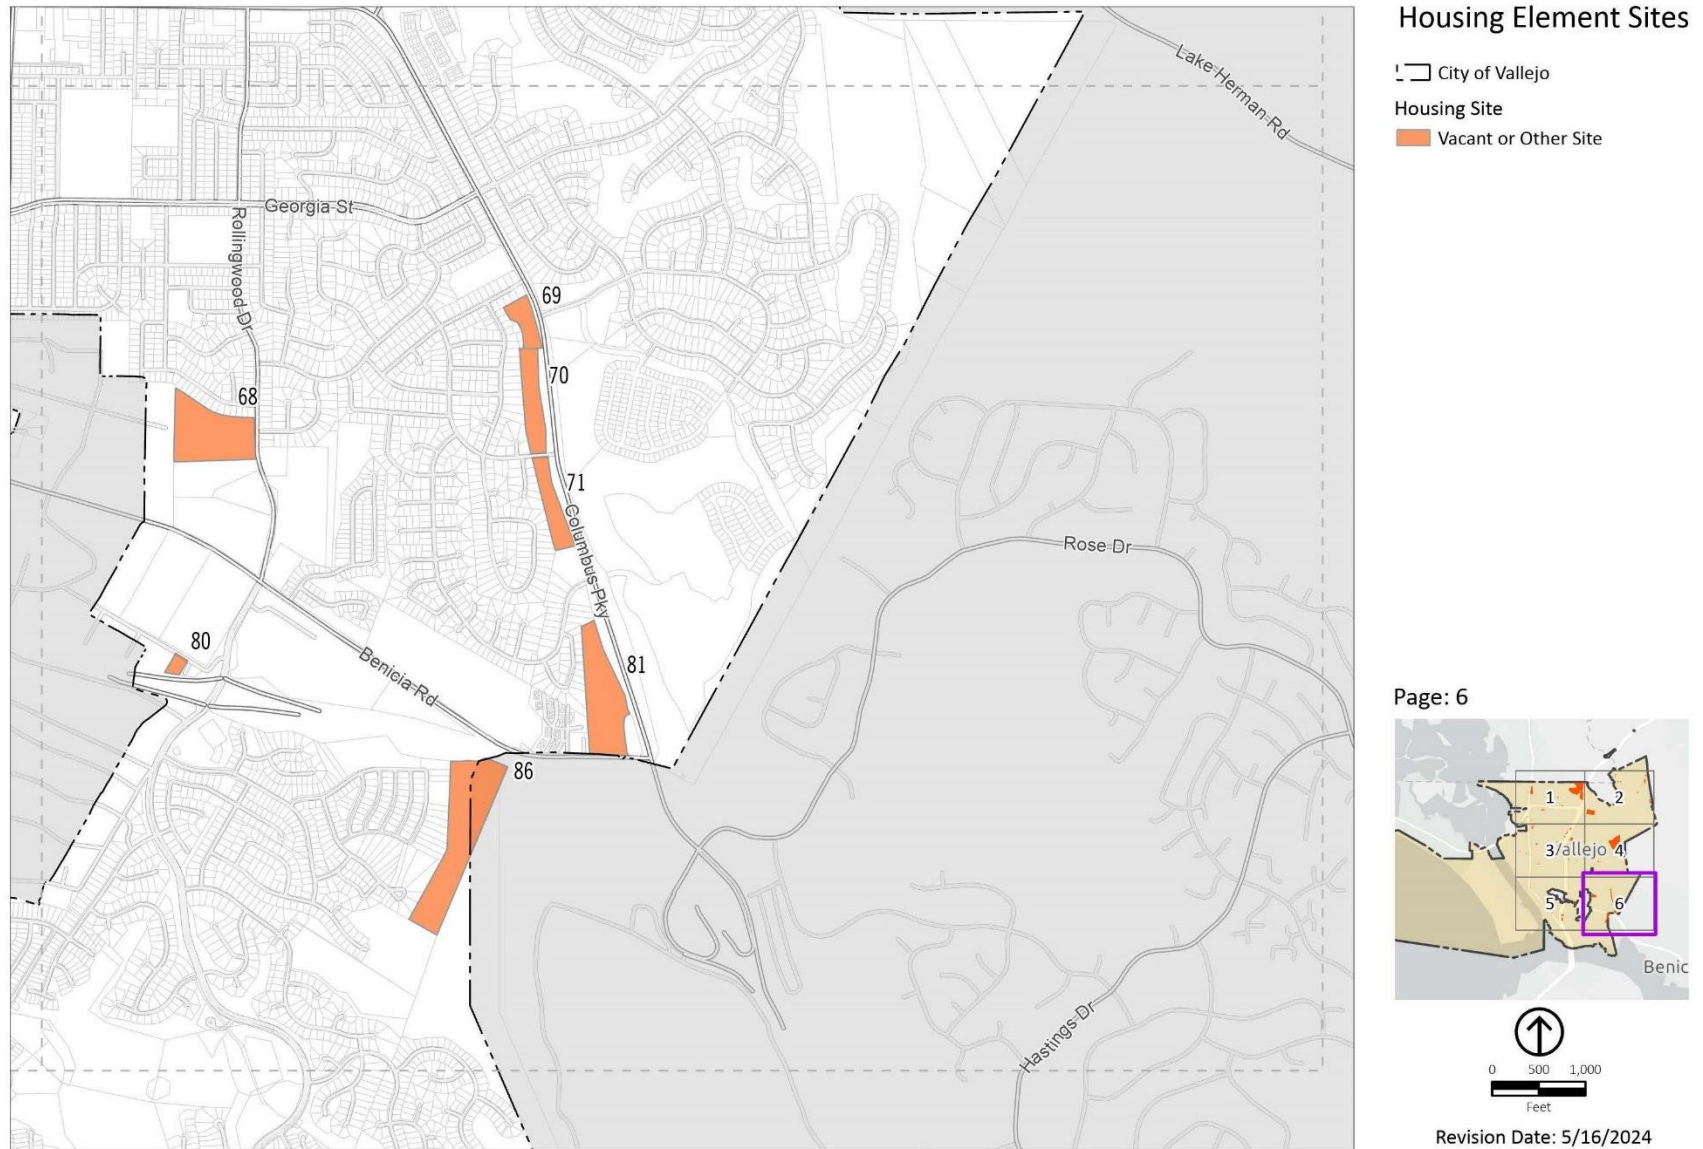 Housing Element Sites
City of Vallejo
Housing Site
Vacant or Other Site
Lake Herman Rd
Georgia St
Rollingwood Dr
69
70
68
71
Columbus Pky
Rose Dr
80
81
Benicia Rd
86
Hastings Dr
Page: 6
1
2
3
Vallejo
4
5
6
Benic
0 500 1,000
Feet
Revision Date: 5/16/2024